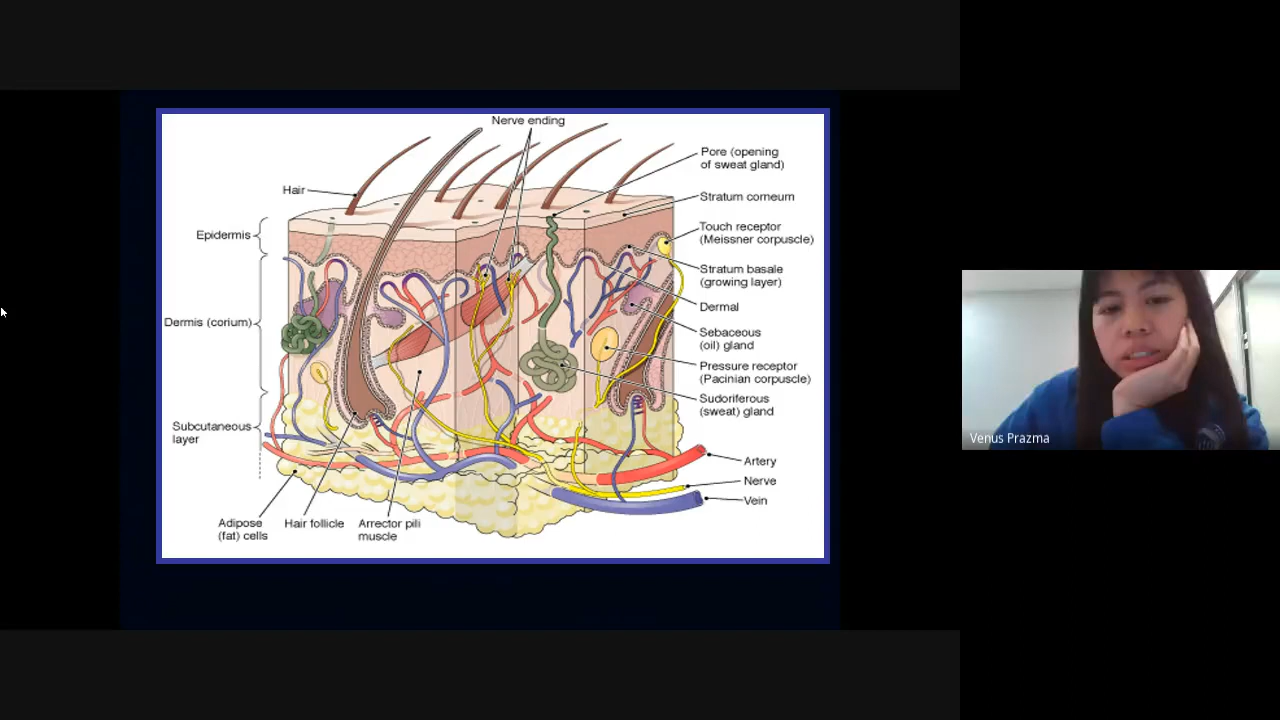 Nerve ending
Pore (opening
of sweat gland)
Hair
Stratum corneum
Touch receptor
(Meissner corpuscle)
Epidermis
Stratum basale
(growing layer)
Dermal
Dermis (corium)
Sebaceous
(oil) gland
Pressure receptor
(Pacinian corpuscle)
Sudoriferous
(sweat) gland
Subcutaneous
layer
Artery
Nerve
Vein
Adipose
(fat) cells
Hair follicle
Arrector pili
muscle
Venus Prazma